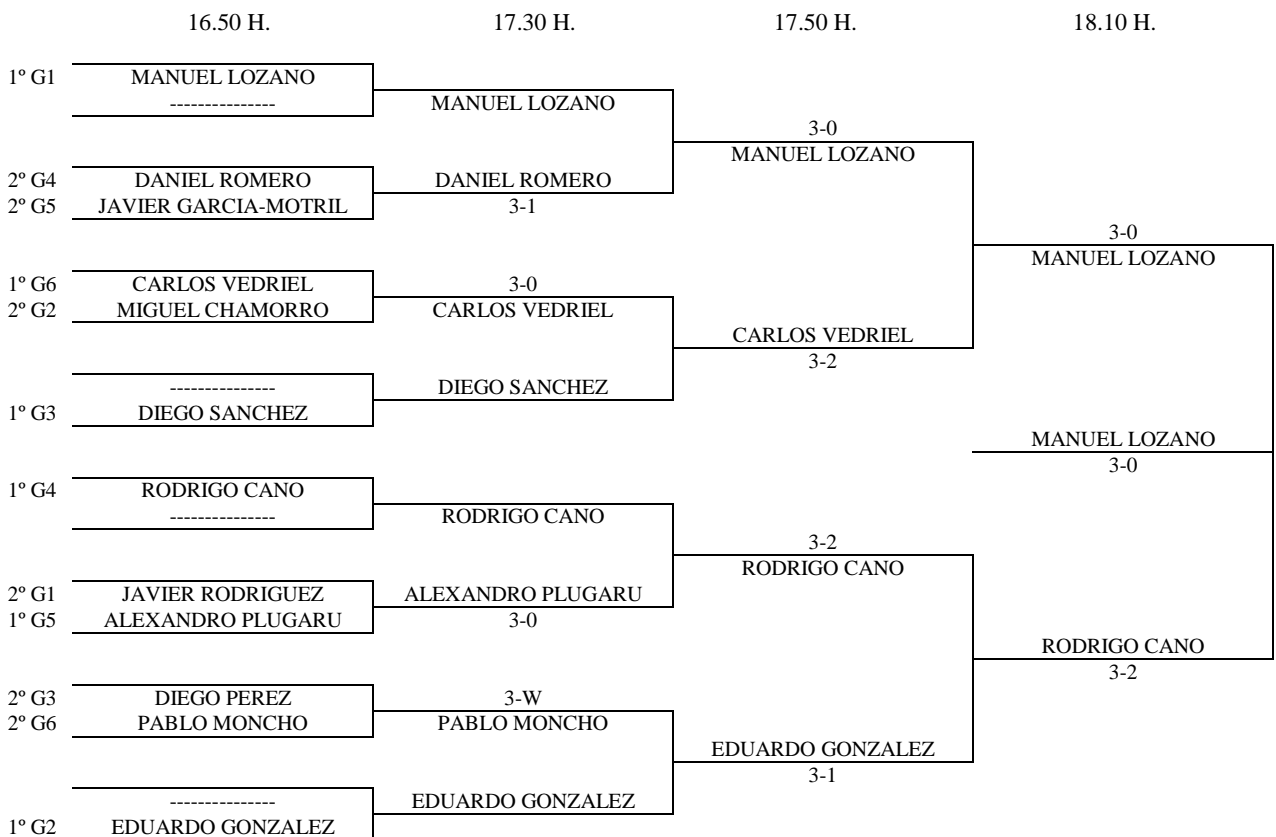 16.50 H. 17.30 H. 17.50 H. 18.10 H.
1º G1 MANUEL LOZANO
--------------- MANUEL LOZANO
3-0
MANUEL LOZANO
2º G4 DANIEL ROMERO DANIEL ROMERO
2º G5 JAVIER GARCIA-MOTRIL 3-1
3-0
MANUEL LOZANO
1º G6 CARLOS VEDRIEL 3-0
2º G2 MIGUEL CHAMORRO CARLOS VEDRIEL
CARLOS VEDRIEL
3-2
--------------- DIEGO SANCHEZ
1º G3 DIEGO SANCHEZ
MANUEL LOZANO
3-0
1º G4 RODRIGO CANO
--------------- RODRIGO CANO
3-2
RODRIGO CANO
2º G1 JAVIER RODRIGUEZ ALEXANDRO PLUGARU
1º G5 ALEXANDRO PLUGARU 3-0
RODRIGO CANO
3-2
2º G3 DIEGO PEREZ 3-W
2º G6 PABLO MONCHO PABLO MONCHO
EDUARDO GONZALEZ
3-1
--------------- EDUARDO GONZALEZ
1º G2 EDUARDO GONZALEZ